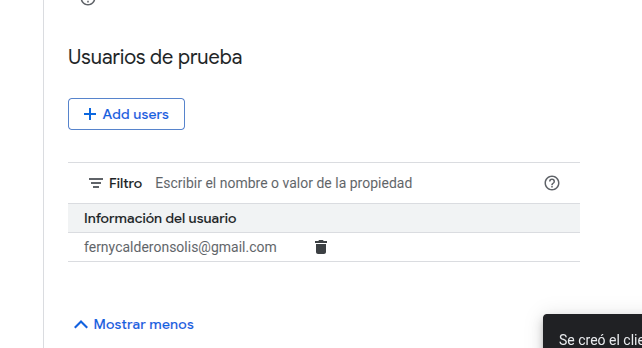 Usuarios de prueba
Add users
Filtro Escribir el nombre o valor de la propiedad
Información del usuario
fernycalderonsolis@gmail.com
Mostrar menos
Se creó el